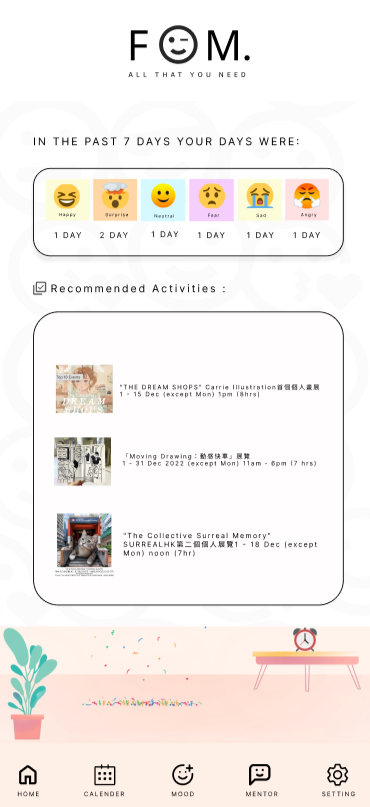 FOM.
ALL THAT YOU NEED
IN THE PAST 7 DAYS YOUR DAYS WERE:
Happy Surprise Neutral Fear Sad Angry
1 DAY 2 DAY 1 DAY 1 DAY 1 DAY 1 DAY
Recommended Activities :
DREAM
SHOPS
"THE DREAM SHOPS" Carrie Illustration首個個人畫展
1 - 15 Dec (except Mon) 1pm (8hrs)
「Moving Drawing：動感快車」展覽
1 - 31 Dec 2022 (except Mon) 11am - 6pm (7 hrs)
"The Collective Surreal Memory"
SURREALHK第二個個人展覽1 - 18 Dec (except
Mon) noon (7hr)
HOME CALENDER MOOD MENTOR SETTING